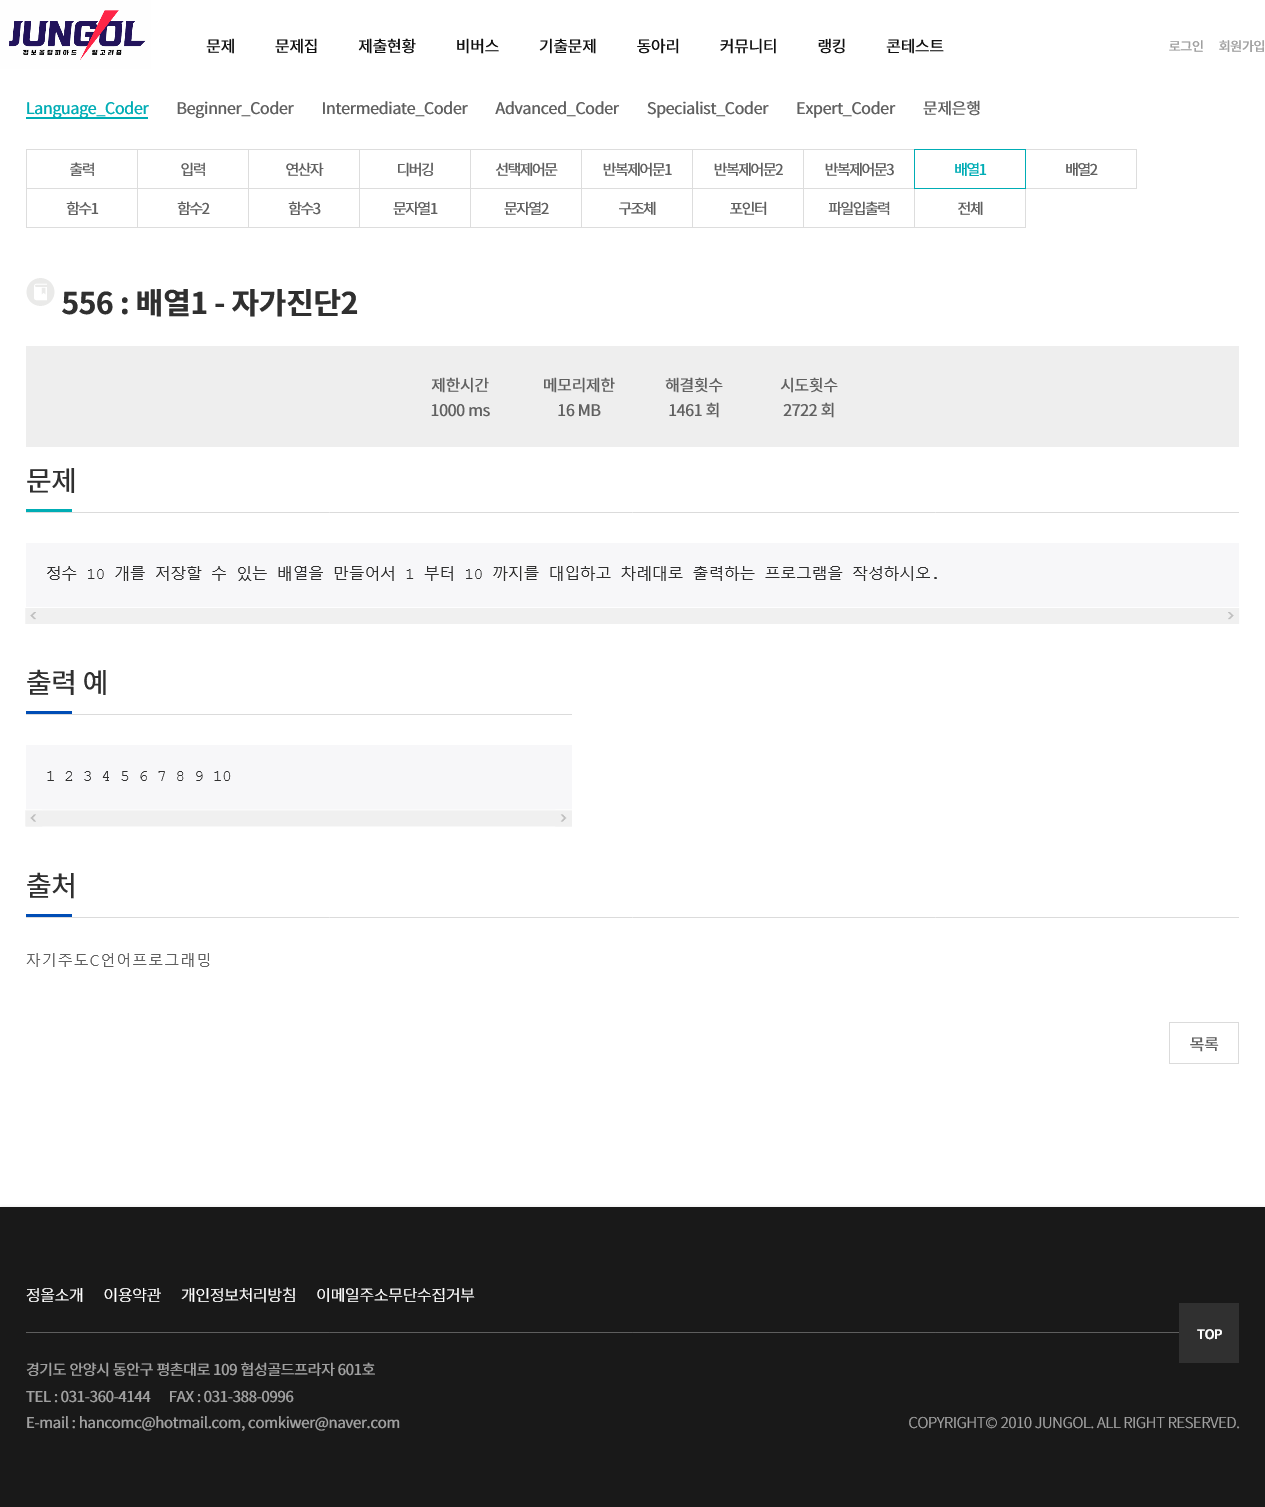 JUNGOL
정보올림피아드 알고리즘
문제 문제집 제출현황 비버스 기출문제 동아리 커뮤니티 랭킹 콘테스트 로그인 회원가입
Language_Coder Beginner_Coder Intermediate_Coder Advanced_Coder Specialist_Coder Expert_Coder 문제은행
출력 입력 연산자 디버깅 선택제어문 반복제어문1 반복제어문2 반복제어문3 배열1 배열2
함수1 함수2 함수3 문자열1 문자열2 구조체 포인터 파일입출력 전체
556 : 배열1 - 자가진단2
제한시간 메모리제한 해결횟수 시도횟수
1000 ms 16 MB 1461 회 2722 회
문제
정수 10 개를 저장할 수 있는 배열을 만들어서 1 부터 10 까지를 대입하고 차례대로 출력하는 프로그램을 작성하시오.
출력 예
1 2 3 4 5 6 7 8 9 10
출처
자기주도C언어프로그래밍
목록
정올소개 이용약관 개인정보처리방침 이메일주소무단수집거부
TOP
경기도 안양시 동안구 평촌대로 109 협성골드프라자 601호
TEL : 031-360-4144 FAX : 031-388-0996
E-mail : hancomc@hotmail.com, comkiwer@naver.com COPYRIGHT© 2010 JUNGOL. ALL RIGHT RESERVED.